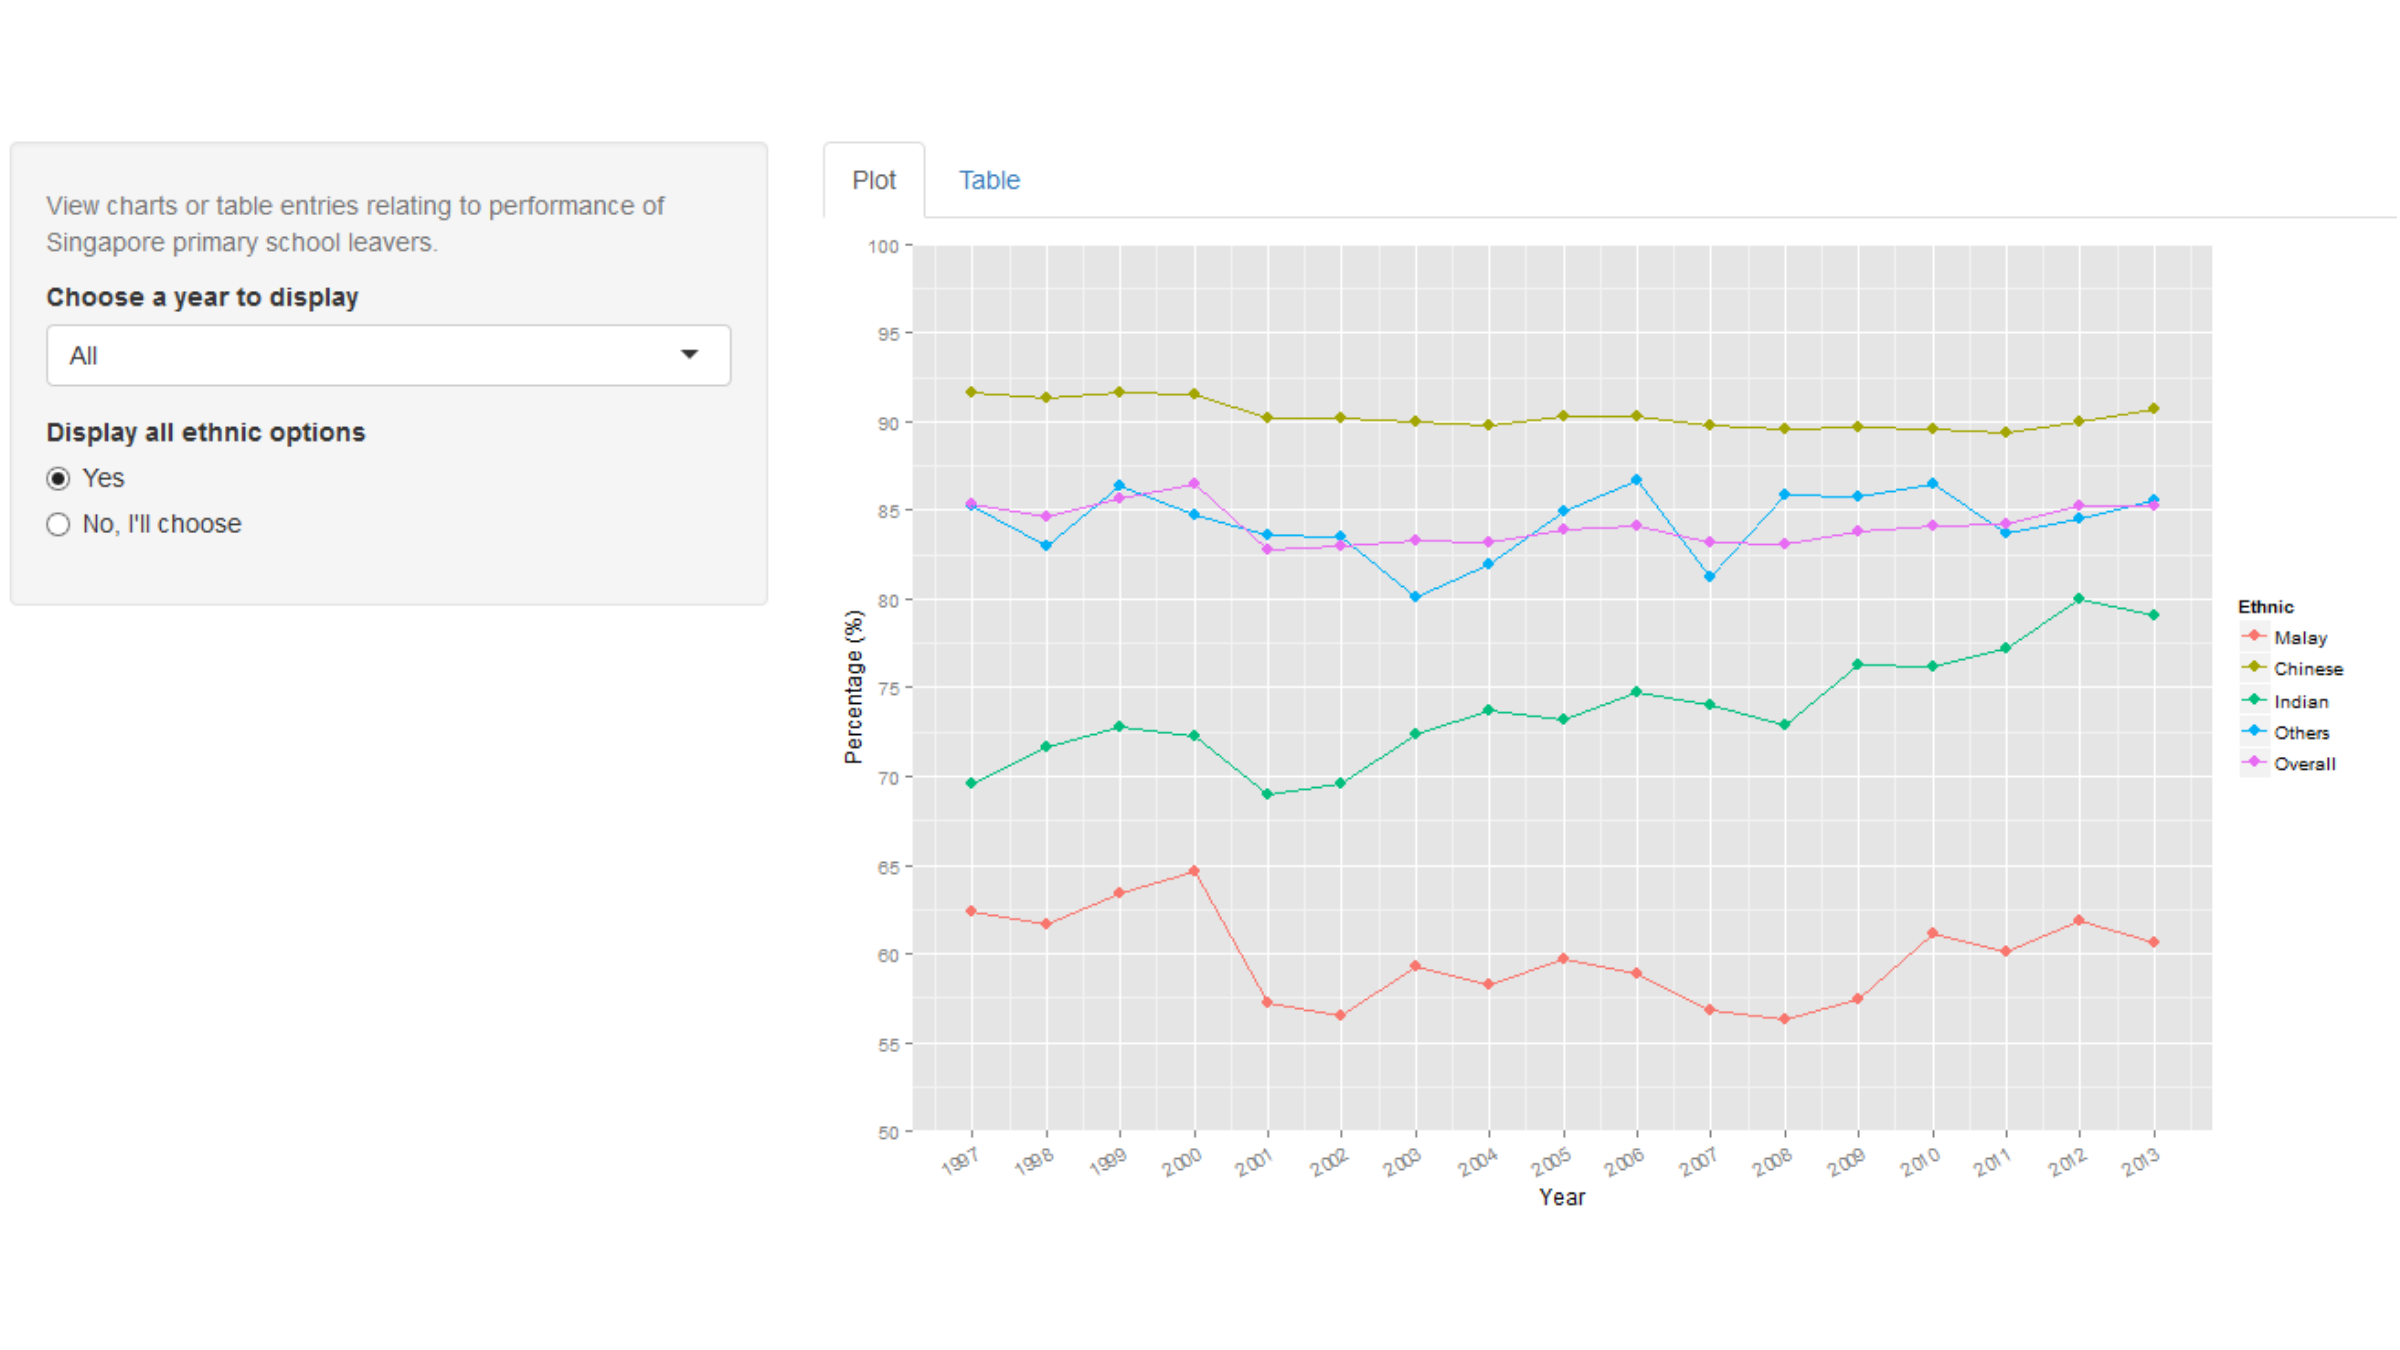 View charts or table entries relating to performance of
Singapore primary school leavers.
Choose a year to display
All
Display all ethnic options
Yes
No, I'll choose
Plot
Table
100
95
90
85
80
75
70
65
60
55
50
Percentage (%)
1997
1998
1999
2000
2001
2002
2003
2004
2005
2006
2007
2008
2009
2010
2011
2012
2013
Year
Ethnic
Malay
Chinese
Indian
Others
Overall